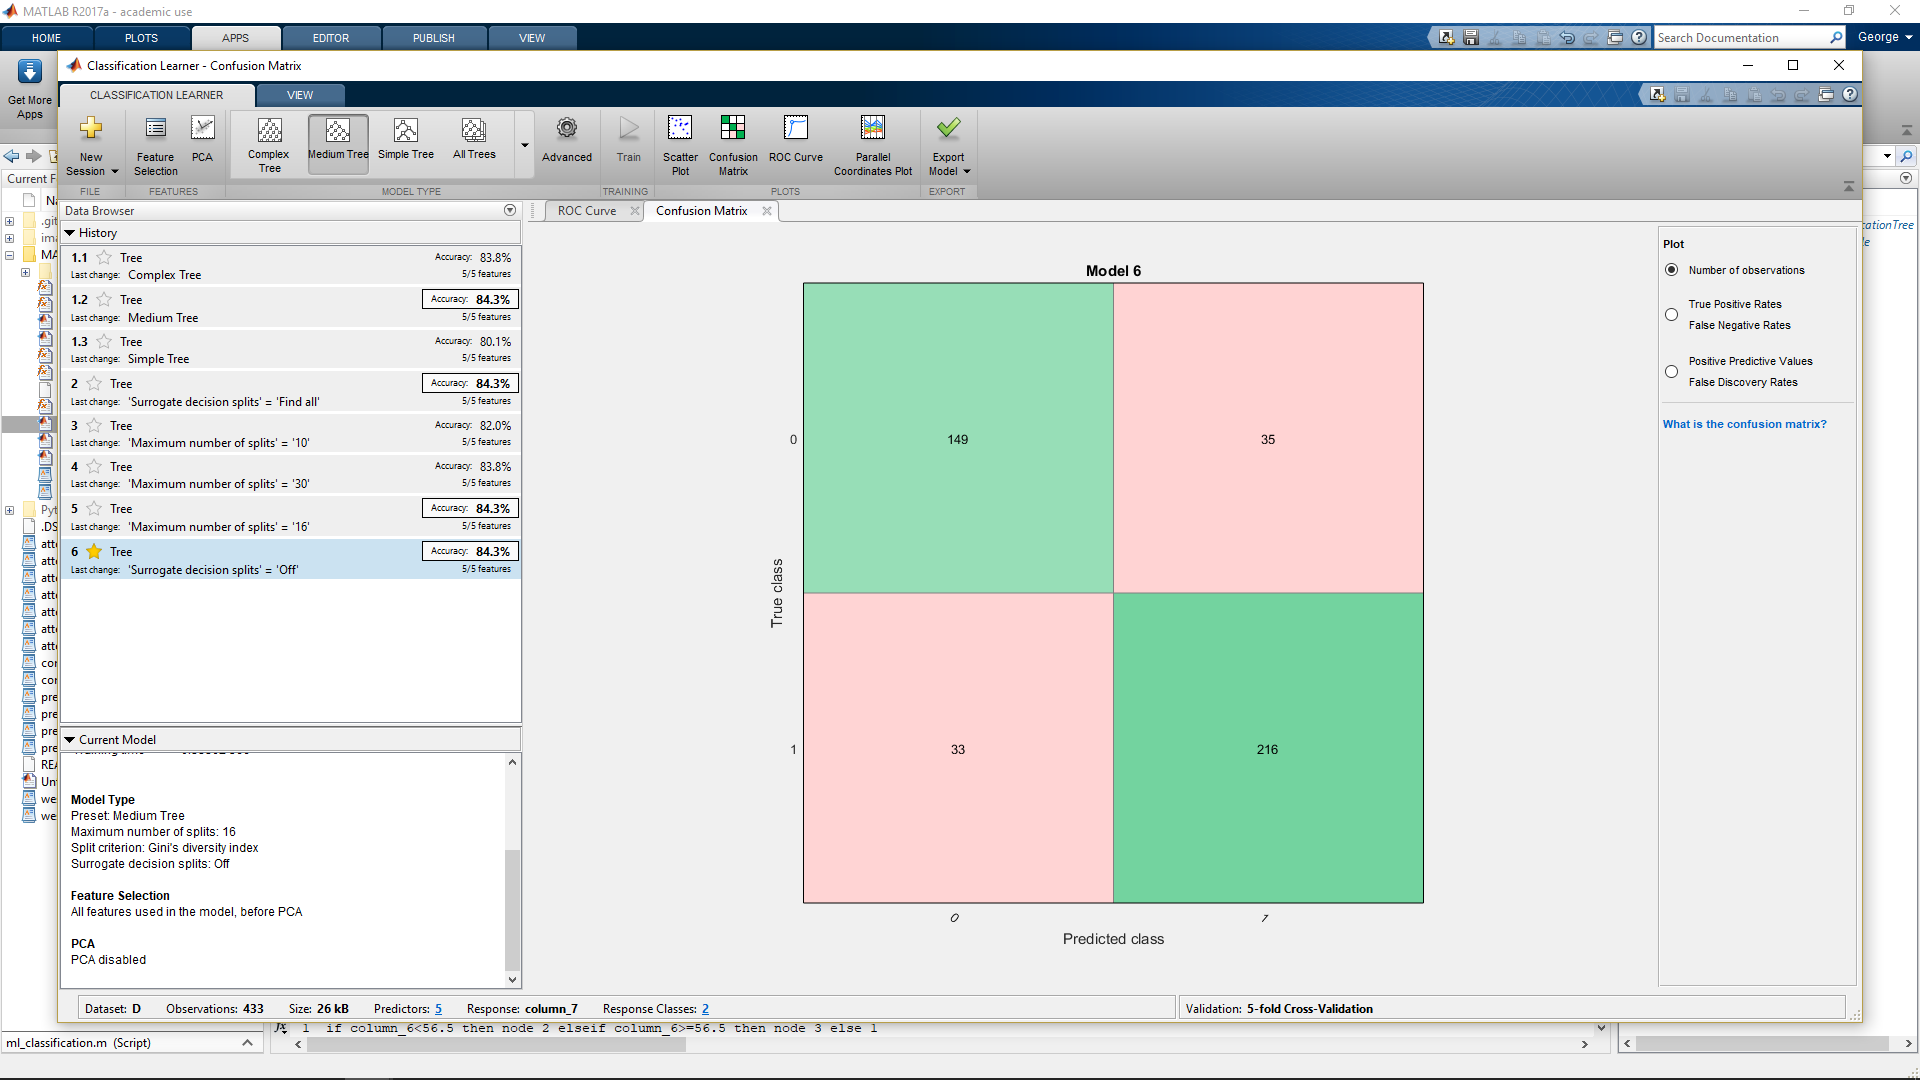 MATLAB R2017a - academic use
HOME PLOTS APPS EDITOR PUBLISH VIEW Search Documentation George
Classification Learner - Confusion Matrix
CLASSIFICATION LEARNER VIEW
Get More Apps
New Session Feature Selection PCA Complex Tree Medium Tree Simple Tree All Trees Advanced Train Scatter Plot Confusion Matrix ROC Curve Parallel Coordinates Plot Export Model
FILE FEATURES MODEL TYPE TRAINING PLOTS EXPORT
Current F
Data Browser
ROC Curve Confusion Matrix
History
1.1 Tree Accuracy: 83.8%
Last change: Complex Tree 5/5 features
1.2 Tree Accuracy: 84.3%
Last change: Medium Tree 5/5 features
1.3 Tree Accuracy: 80.1%
Last change: Simple Tree 5/5 features
2 Tree Accuracy: 84.3%
Last change: 'Surrogate decision splits' = 'Find all' 5/5 features
3 Tree Accuracy: 82.0%
Last change: 'Maximum number of splits' = '10' 5/5 features
4 Tree Accuracy: 83.8%
Last change: 'Maximum number of splits' = '30' 5/5 features
5 Tree Accuracy: 84.3%
Last change: 'Maximum number of splits' = '16' 5/5 features
6 Tree Accuracy: 84.3%
Last change: 'Surrogate decision splits' = 'Off' 5/5 features
Current Model
Model Type
Preset: Medium Tree
Maximum number of splits: 16
Split criterion: Gini's diversity index
Surrogate decision splits: Off
Feature Selection
All features used in the model, before PCA
PCA
PCA disabled
Model 6
True class
0 149 35
1 33 216
0 1
Predicted class
Plot
Number of observations
True Positive Rates
False Negative Rates
Positive Predictive Values
False Discovery Rates
What is the confusion matrix?
Dataset: D Observations: 433 Size: 26 kB Predictors: 5 Response: column_7 Response Classes: 2 Validation: 5-fold Cross-Validation
fx 1 if column_6<56.5 then node 2 elseif column_6>=56.5 then node 3 else 1
ml_classification.m (Script)